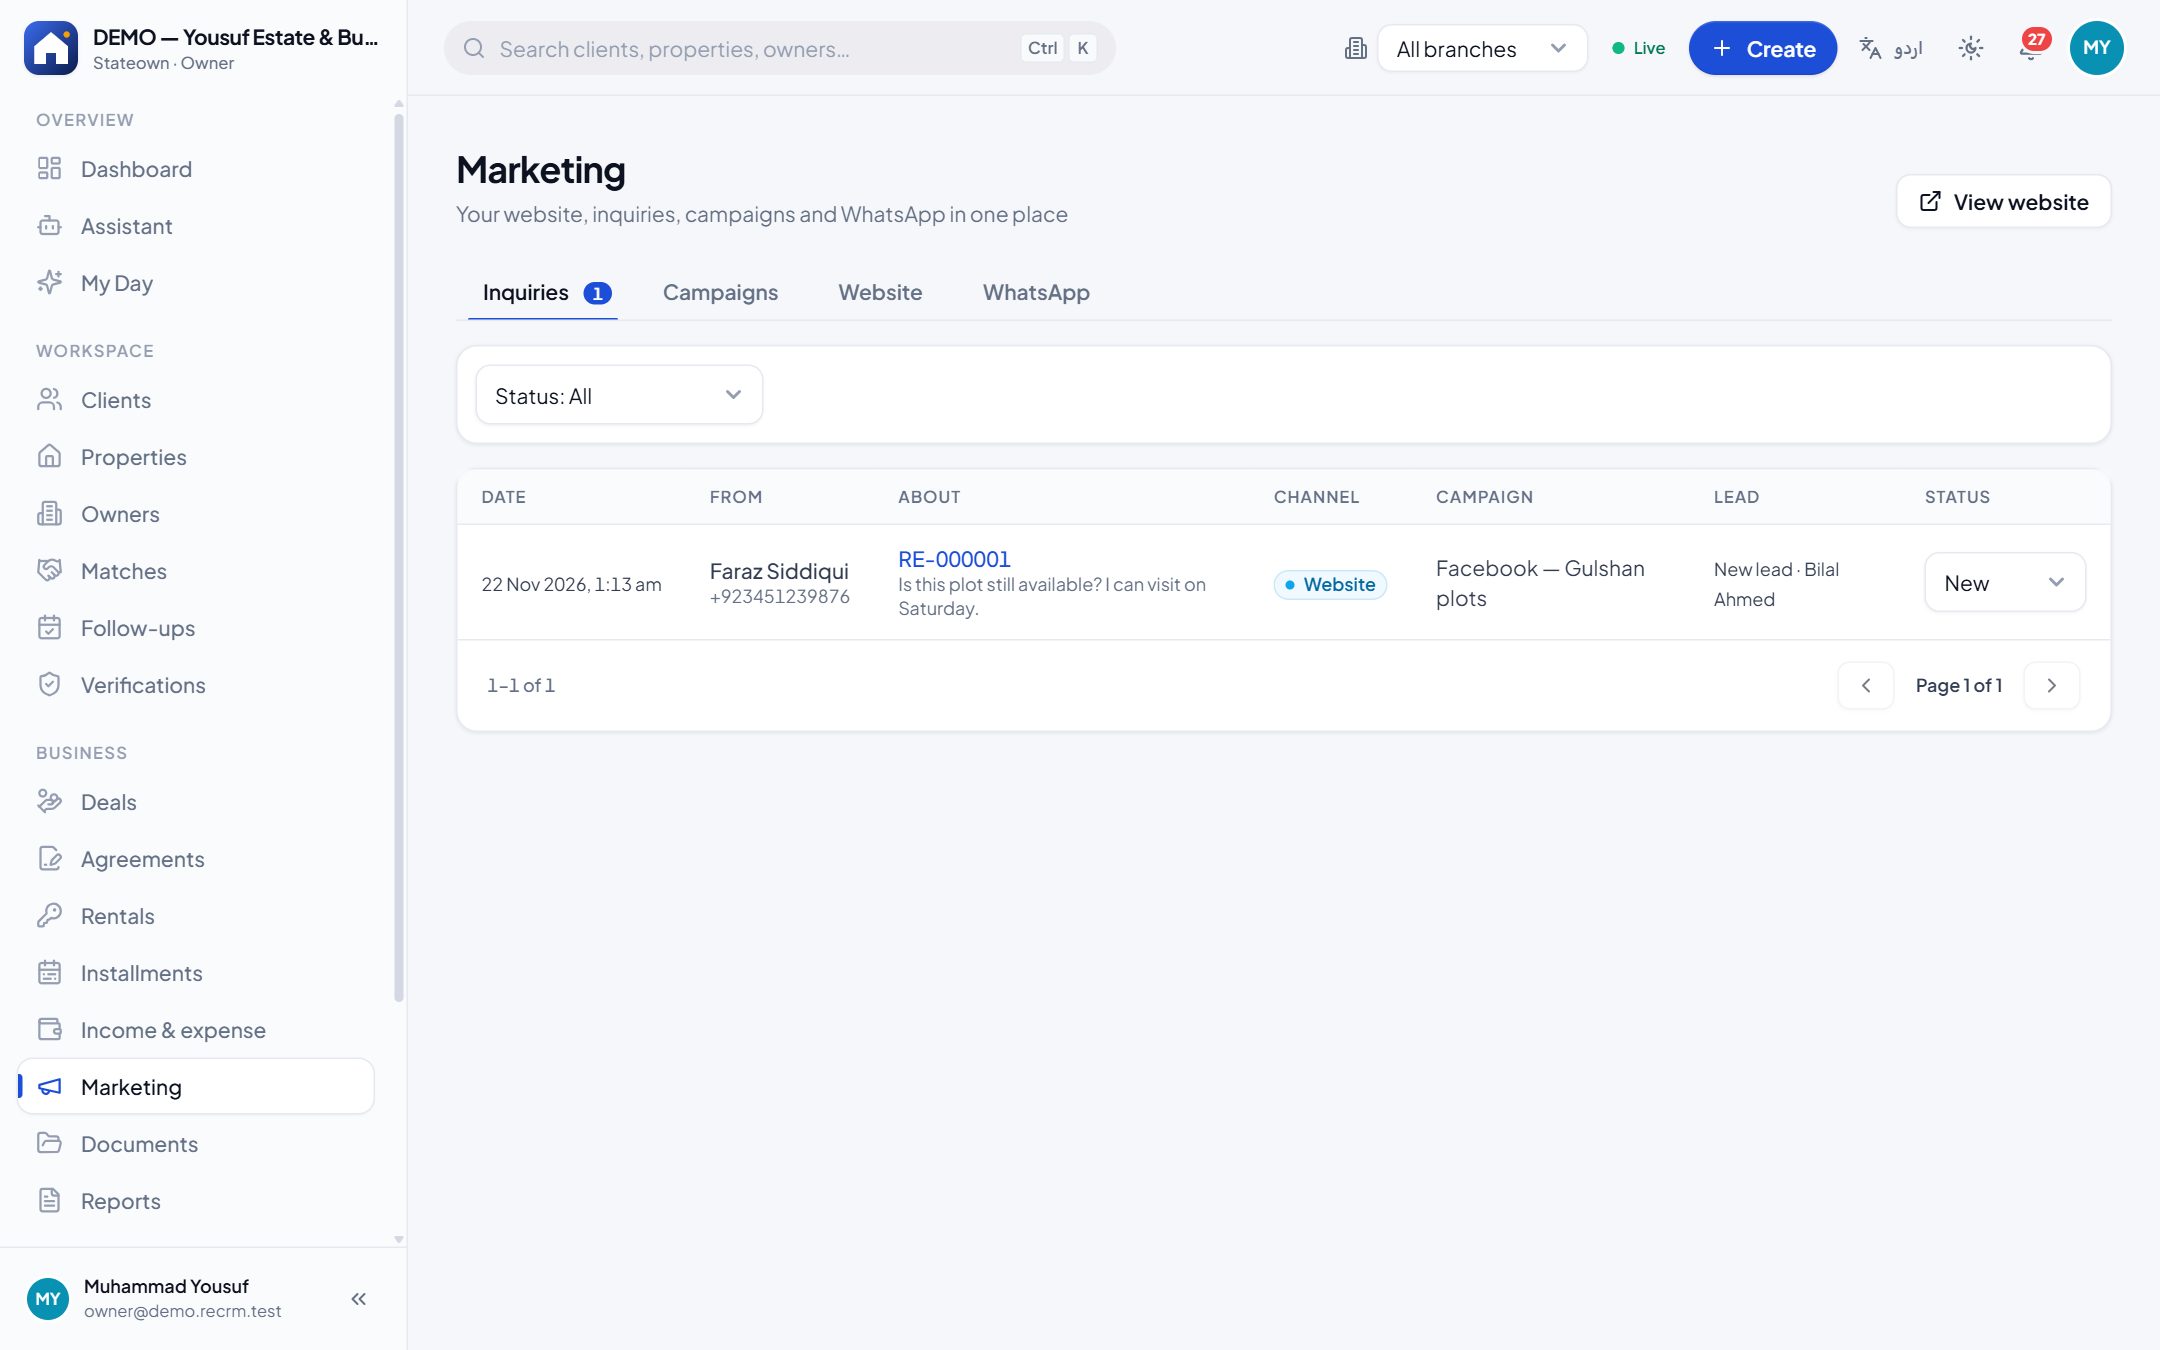 DEMO — Yousuf Estate & Bu...
Stateown · Owner
Search clients, properties, owners...
Ctrl K
All branches
Live
+ Create
اردو
27
MY
OVERVIEW
Dashboard
Assistant
My Day
WORKSPACE
Clients
Properties
Owners
Matches
Follow-ups
Verifications
BUSINESS
Deals
Agreements
Rentals
Installments
Income & expense
Marketing
Documents
Reports
MY
Muhammad Yousuf
owner@demo.recrm.test
Marketing
Your website, inquiries, campaigns and WhatsApp in one place
View website
Inquiries 1
Campaigns
Website
WhatsApp
Status: All
DATE FROM ABOUT CHANNEL CAMPAIGN LEAD STATUS
22 Nov 2026, 1:13 am
Faraz Siddiqui
+923451239876
RE-000001
Is this plot still available? I can visit on
Saturday.
Website
Facebook — Gulshan
plots
New lead · Bilal
Ahmed
New
1–1 of 1
Page 1 of 1